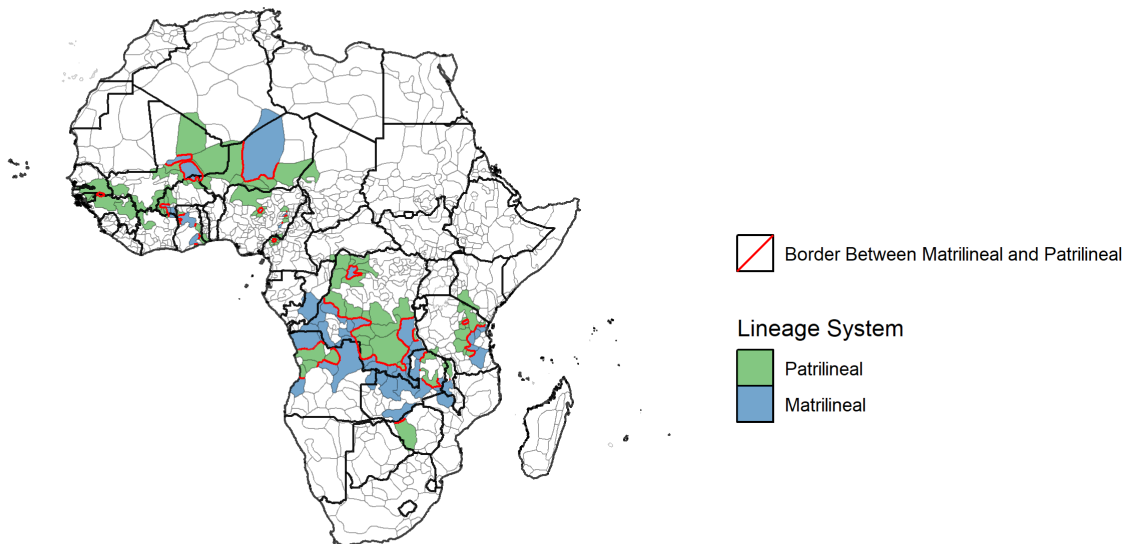 Border Between Matrilineal and Patrilineal
Lineage System
Patrilineal
Matrilineal